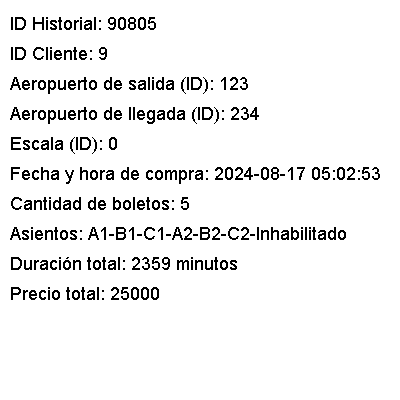 ID Historial: 90805
ID Cliente: 9
Aeropuerto de salida (ID): 123
Aeropuerto de llegada (ID): 234
Escala (ID): 0
Fecha y hora de compra: 2024-08-17 05:02:53
Cantidad de boletos: 5
Asientos: A1-B1-C1-A2-B2-C2-Inhabilitado
Duración total: 2359 minutos
Precio total: 25000